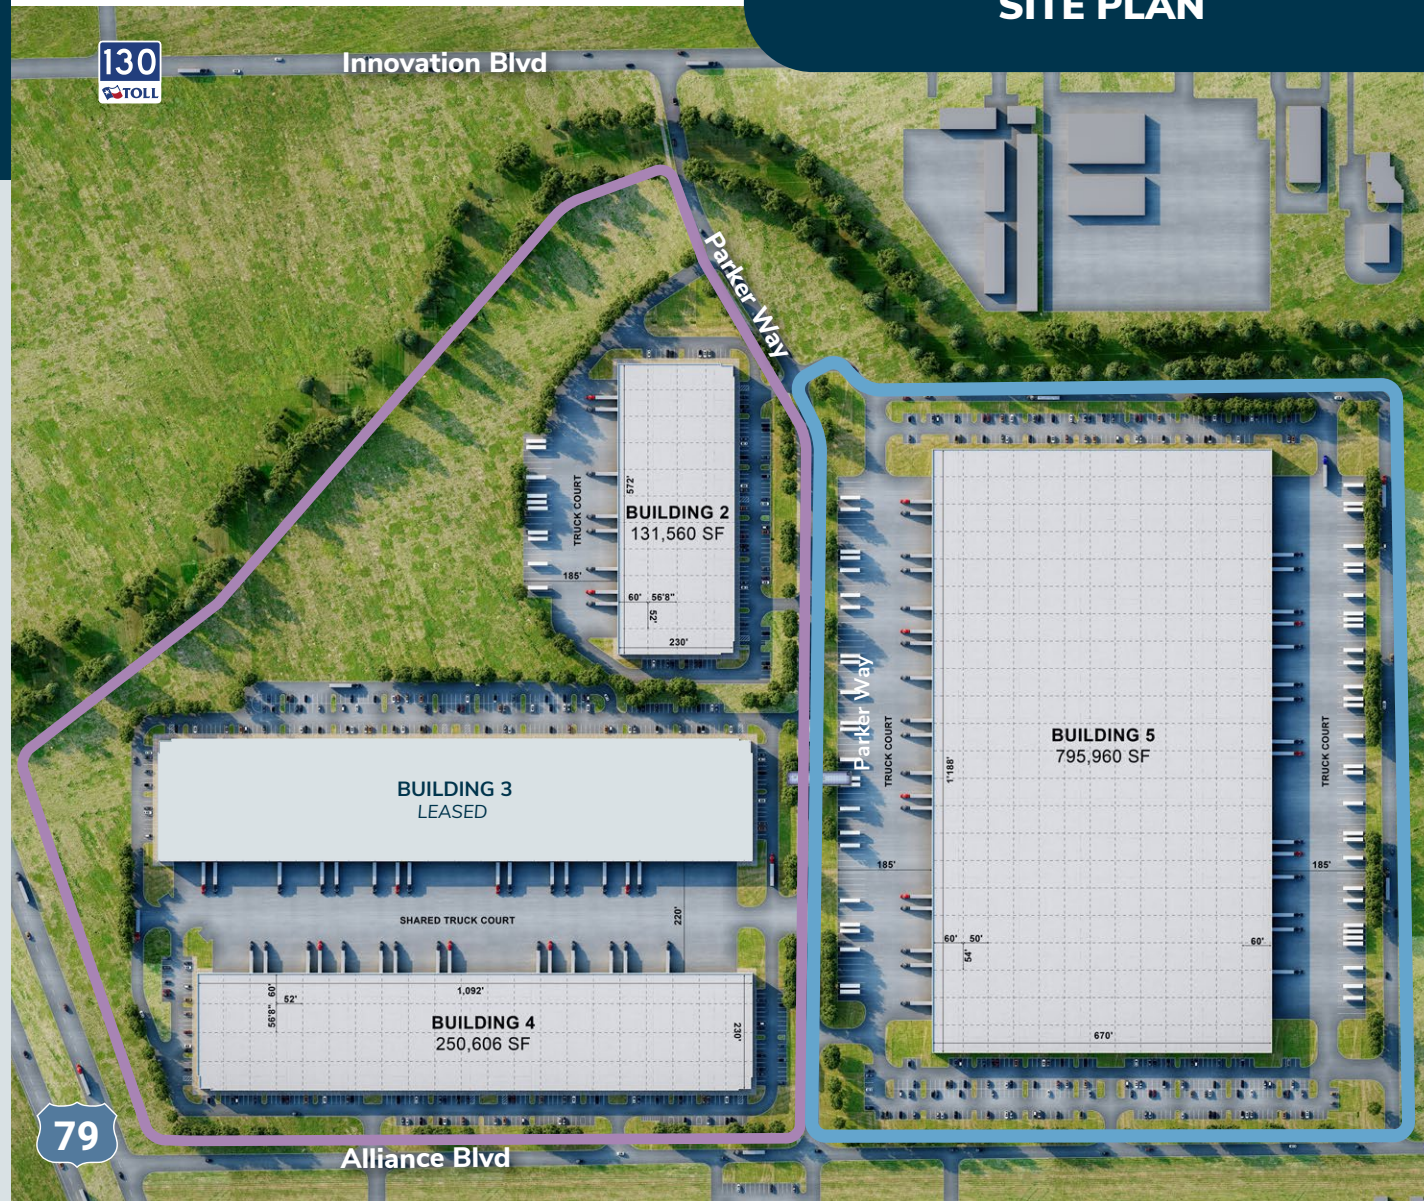 SITE PLAN
130
TOLL
Innovation Blvd
Parker Way
572'
BUILDING 2
131,560 SF
TRUCK COURT
185'
60' 56'8"
52'
230'
Parker Way
TRUCK COURT
BUILDING 5
795,960 SF
TRUCK COURT
1'188'
185'
185'
60' 50'
54'
60'
670'
BUILDING 3
LEASED
SHARED TRUCK COURT
220'
60'
52'
56'8"
1,092'
BUILDING 4
250,606 SF
230'
79
Alliance Blvd